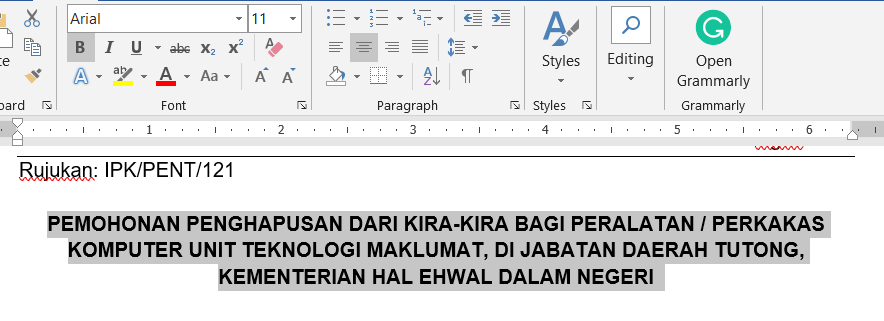 Arial 11
B I U abc x₂ x² A
A aby A Aa A A
A Z ¶
Styles
Editing
Open
Grammarly
Font Paragraph Styles Grammarly
1 2 3 4 5 6
Rujukan: IPK/PENT/121
PEMOHONAN PENGHAPUSAN DARI KIRA-KIRA BAGI PERALATAN / PERKAKAS
KOMPUTER UNIT TEKNOLOGI MAKLUMAT, DI JABATAN DAERAH TUTONG,
KEMENTERIAN HAL EHWAL DALAM NEGERI